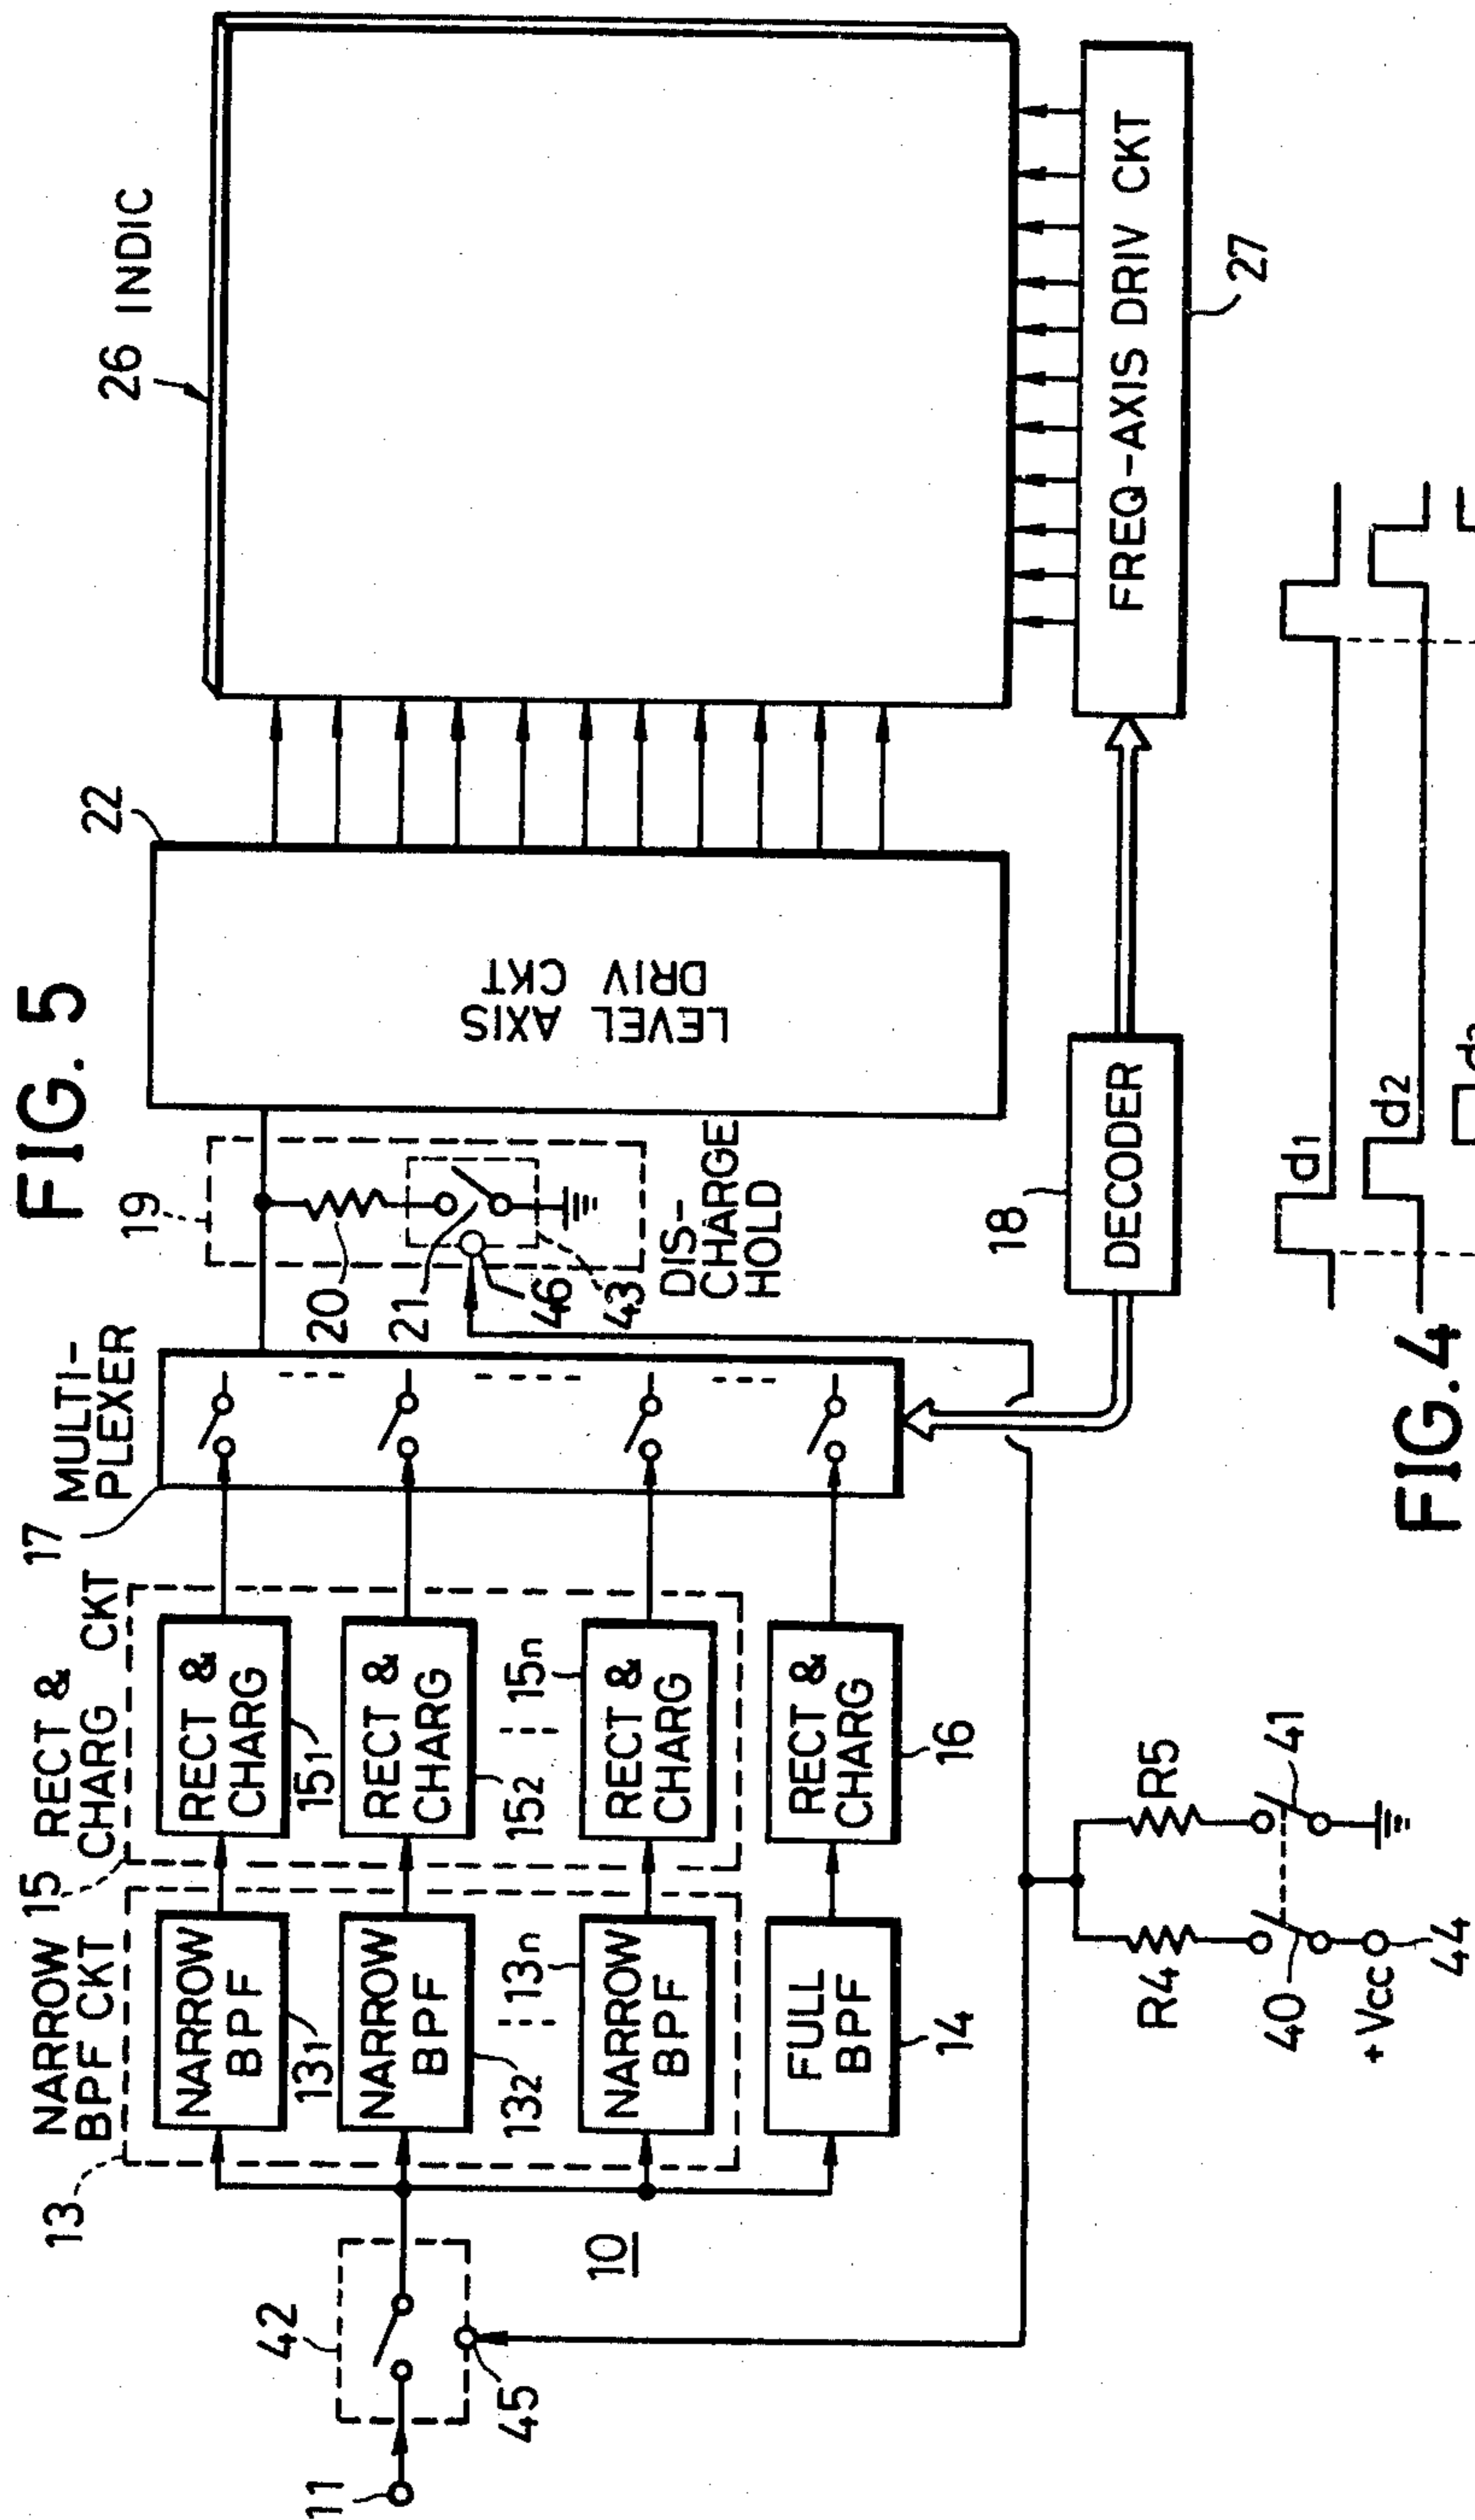 FIG. 5
26 INDIC
22
LEVEL AXIS
DRIV CKT
FREQ-AXIS DRIV CKT
27
19
20
21
46
43
DIS-
CHARGE
HOLD
18
DECODER
17
MULTI-
PLEXER
15
RECT &
CHARG CKT
RECT &
CHARG
151
RECT &
CHARG
152
15n
RECT &
CHARG
RECT &
CHARG
16
13
NARROW
BPF CKT
NARROW
BPF
131
NARROW
BPF
132
13n
NARROW
BPF
FULL
BPF
14
10
42
45
11
R4
R5
40
41
+Vcc
44
FIG. 4
d1
d2